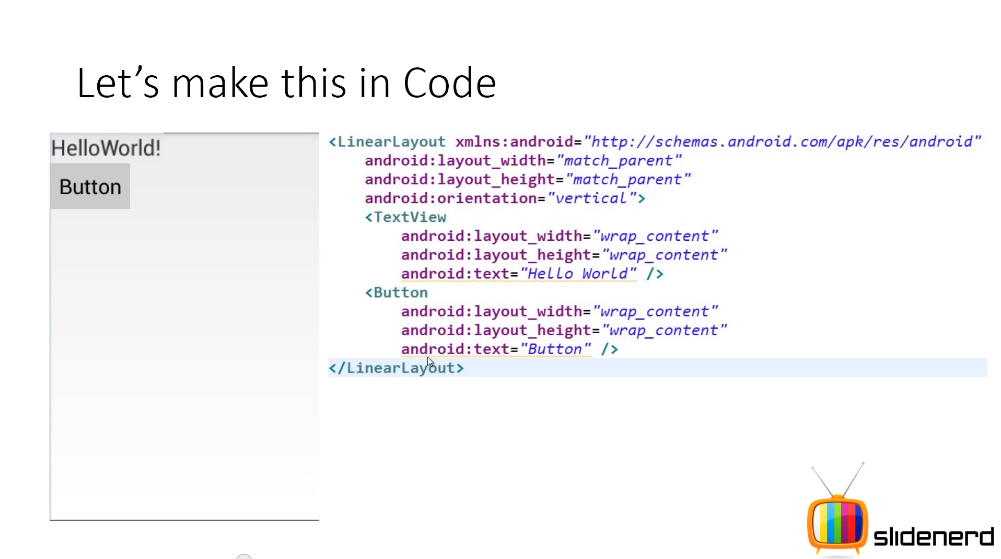 Let's make this in Code
HelloWorld!
Button
<LinearLayout xmlns:android="http://schemas.android.com/apk/res/android"
android:layout_width="match_parent"
android:layout_height="match_parent"
android:orientation="vertical">
<TextView
android:layout_width="wrap_content"
android:layout_height="wrap_content"
android:text="Hello World" />
<Button
android:layout_width="wrap_content"
android:layout_height="wrap_content"
android:text="Button" />
</LinearLayout>
slidenerd